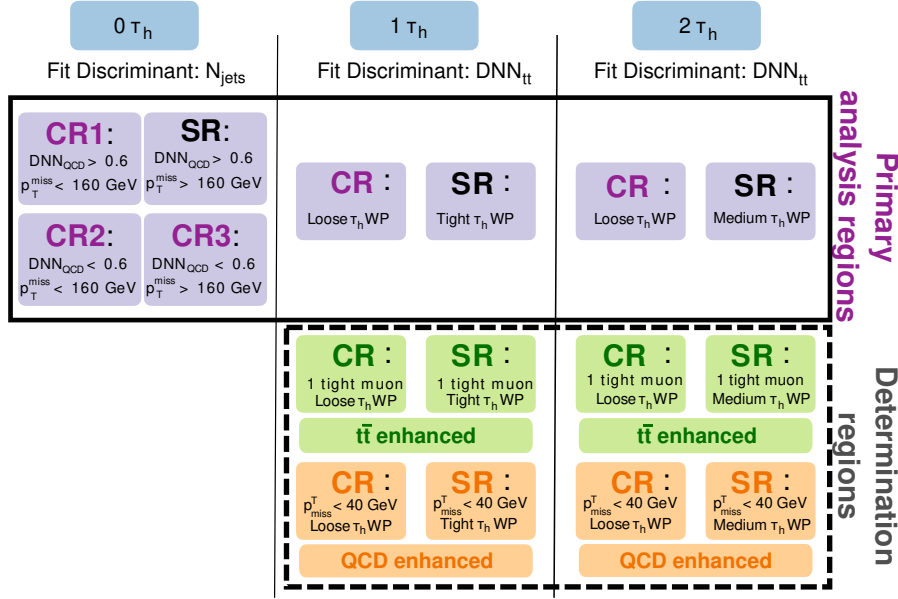 0 τh
1 τh
2 τh
Fit Discriminant: Njets
Fit Discriminant: DNNtt
Fit Discriminant: DNNtt
CR1:
DNNQCD > 0.6
pTmiss < 160 GeV
SR:
DNNQCD > 0.6
pTmiss > 160 GeV
CR2:
DNNQCD < 0.6
pTmiss < 160 GeV
CR3:
DNNQCD < 0.6
pTmiss > 160 GeV
CR :
Loose τh WP
SR :
Tight τh WP
CR :
Loose τh WP
SR :
Medium τh WP
Primary
analysis regions
CR :
1 tight muon
Loose τh WP
SR :
1 tight muon
Tight τh WP
tt̄ enhanced
CR :
1 tight muon
Loose τh WP
SR :
1 tight muon
Medium τh WP
tt̄ enhanced
CR :
pTmiss < 40 GeV
Loose τh WP
SR :
pTmiss < 40 GeV
Tight τh WP
QCD enhanced
CR :
pTmiss < 40 GeV
Loose τh WP
SR :
pTmiss < 40 GeV
Medium τh WP
QCD enhanced
Determination
regions